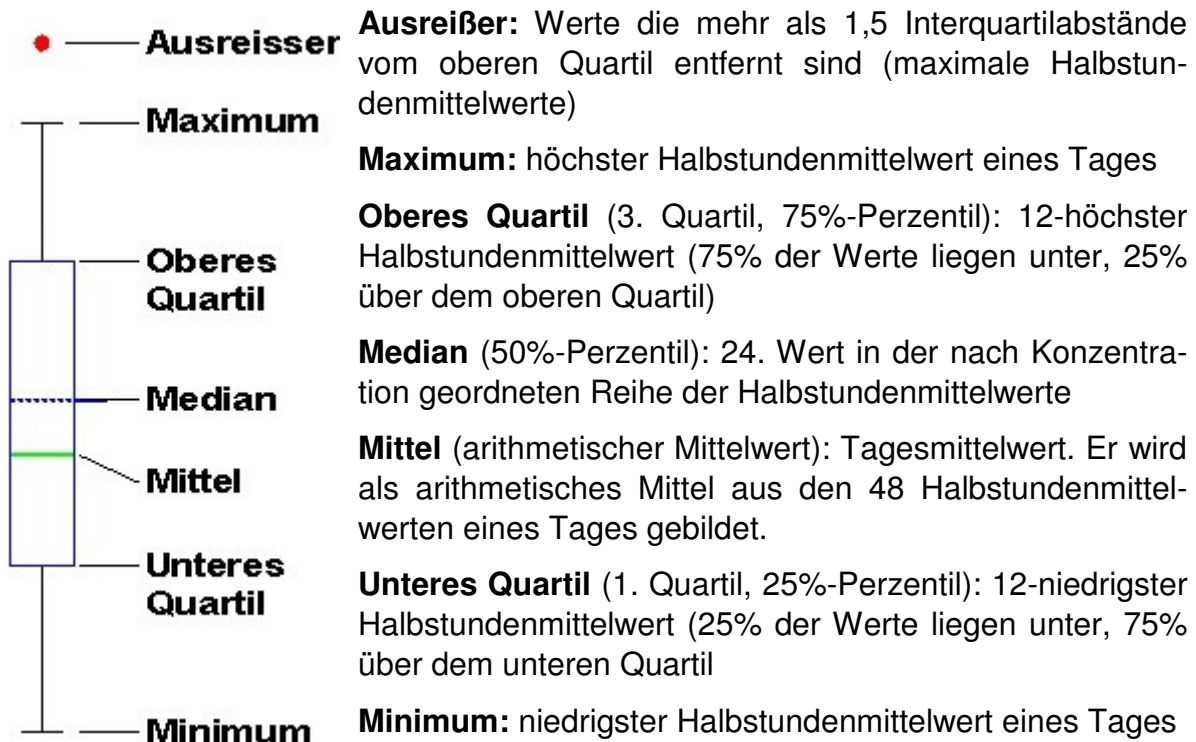 Ausreisser
Maximum
Oberes
Quartil
Median
Mittel
Unteres
Quartil
Minimum
Ausreißer: Werte die mehr als 1,5 Interquartilabstände
vom oberen Quartil entfernt sind (maximale Halbstun-
denmittelwerte)
Maximum: höchster Halbstundenmittelwert eines Tages
Oberes Quartil (3. Quartil, 75%-Perzentil): 12-höchster
Halbstundenmittelwert (75% der Werte liegen unter, 25%
über dem oberen Quartil)
Median (50%-Perzentil): 24. Wert in der nach Konzentra-
tion geordneten Reihe der Halbstundenmittelwerte
Mittel (arithmetischer Mittelwert): Tagesmittelwert. Er wird
als arithmetisches Mittel aus den 48 Halbstundenmittel-
werten eines Tages gebildet.
Unteres Quartil (1. Quartil, 25%-Perzentil): 12-niedrigster
Halbstundenmittelwert (25% der Werte liegen unter, 75%
über dem unteren Quartil
Minimum: niedrigster Halbstundenmittelwert eines Tages